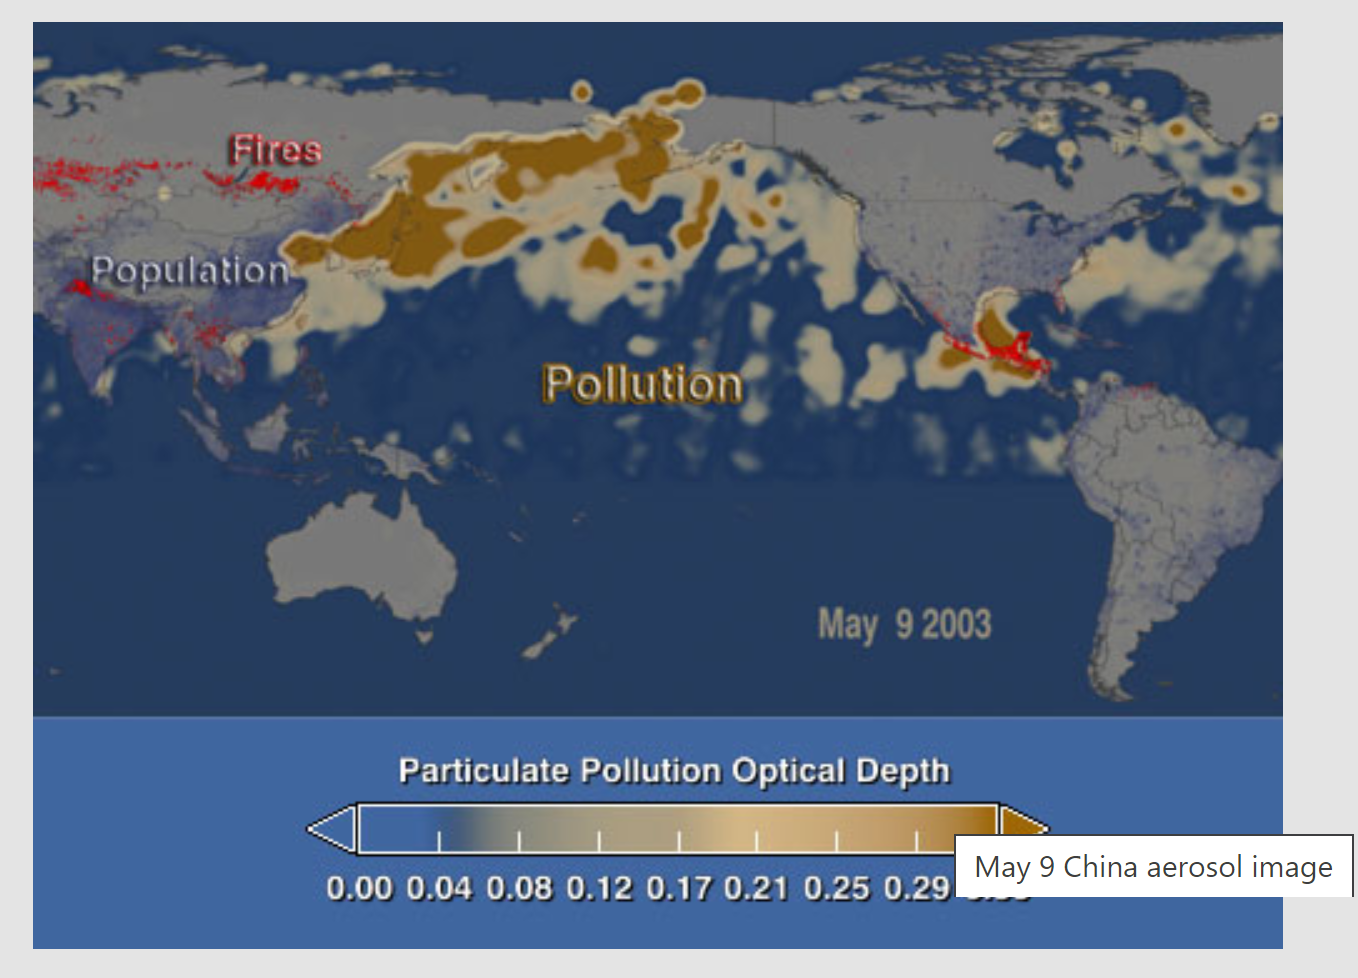 Fires
Population
Pollution
May 9 2003
Particulate Pollution Optical Depth
0.00 0.04 0.08 0.12 0.17 0.21 0.25 0.29
May 9 China aerosol image